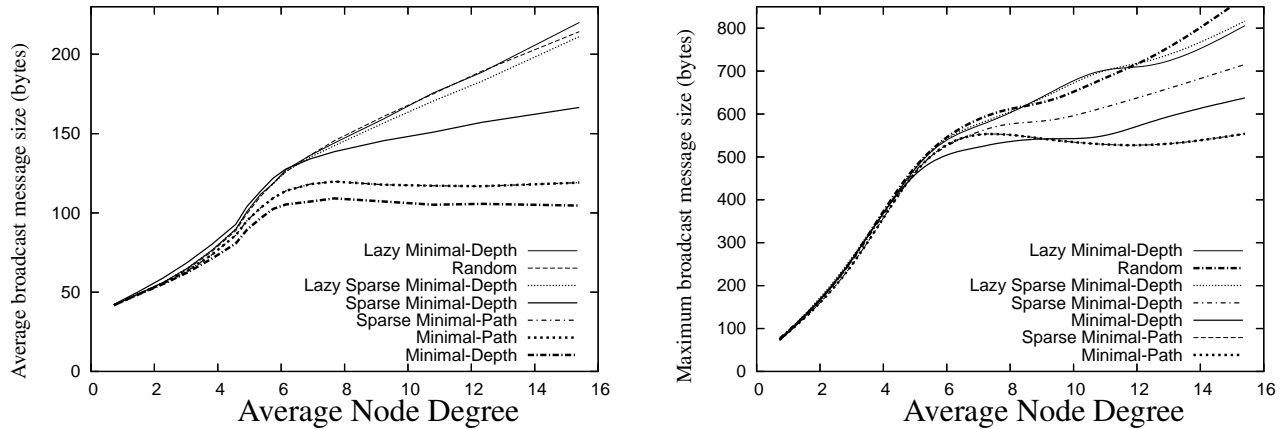 Average broadcast message size (bytes)
200
150
100
50
0
Lazy Minimal-Depth
Random
Lazy Sparse Minimal-Depth
Sparse Minimal-Depth
Sparse Minimal-Path
Minimal-Path
Minimal-Depth
0 2 4 6 8 10 12 14 16
Average Node Degree
Maximum broadcast message size (bytes)
800
700
600
500
400
300
200
100
0
Lazy Minimal-Depth
Random
Lazy Sparse Minimal-Depth
Sparse Minimal-Depth
Minimal-Depth
Sparse Minimal-Path
Minimal-Path
0 2 4 6 8 10 12 14 16
Average Node Degree